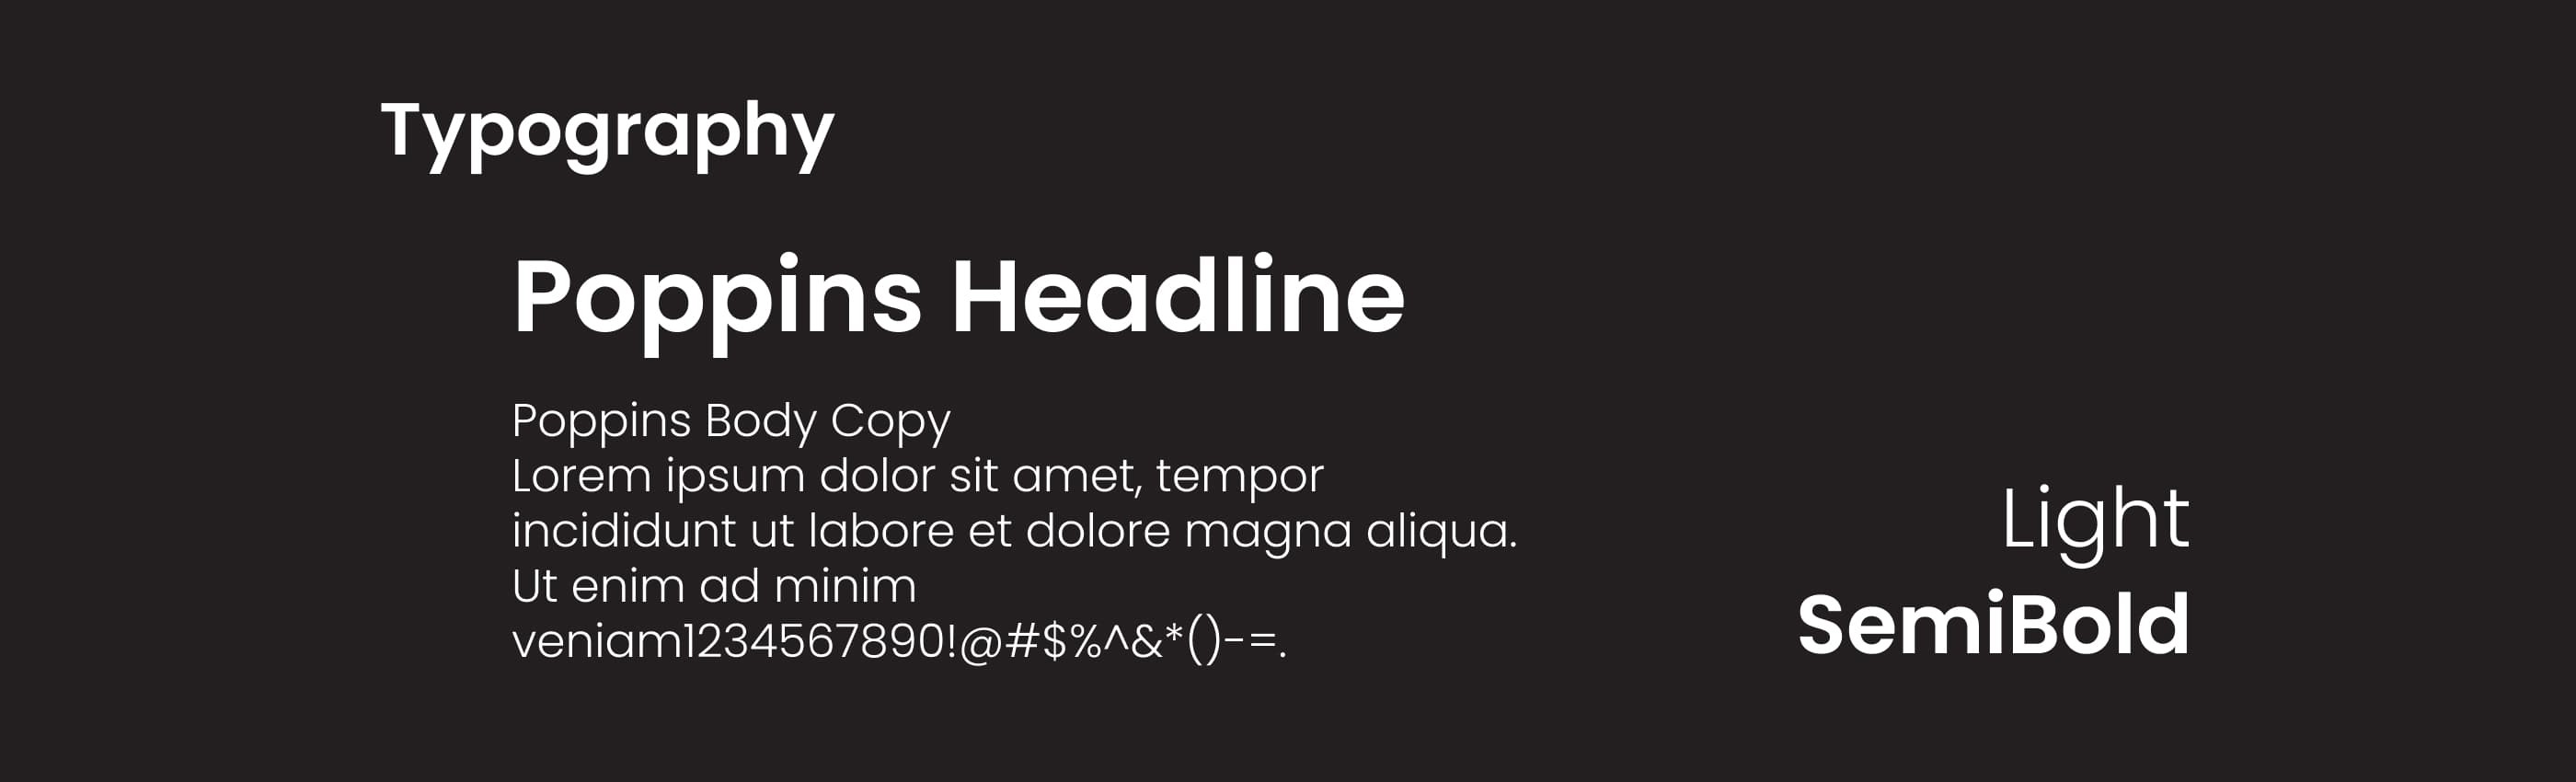 Typography
Poppins Headline
Poppins Body Copy
Lorem ipsum dolor sit amet, tempor
incididunt ut labore et dolore magna aliqua.
Ut enim ad minim
veniam1234567890!@#$%^&*()-=.
Light
SemiBold